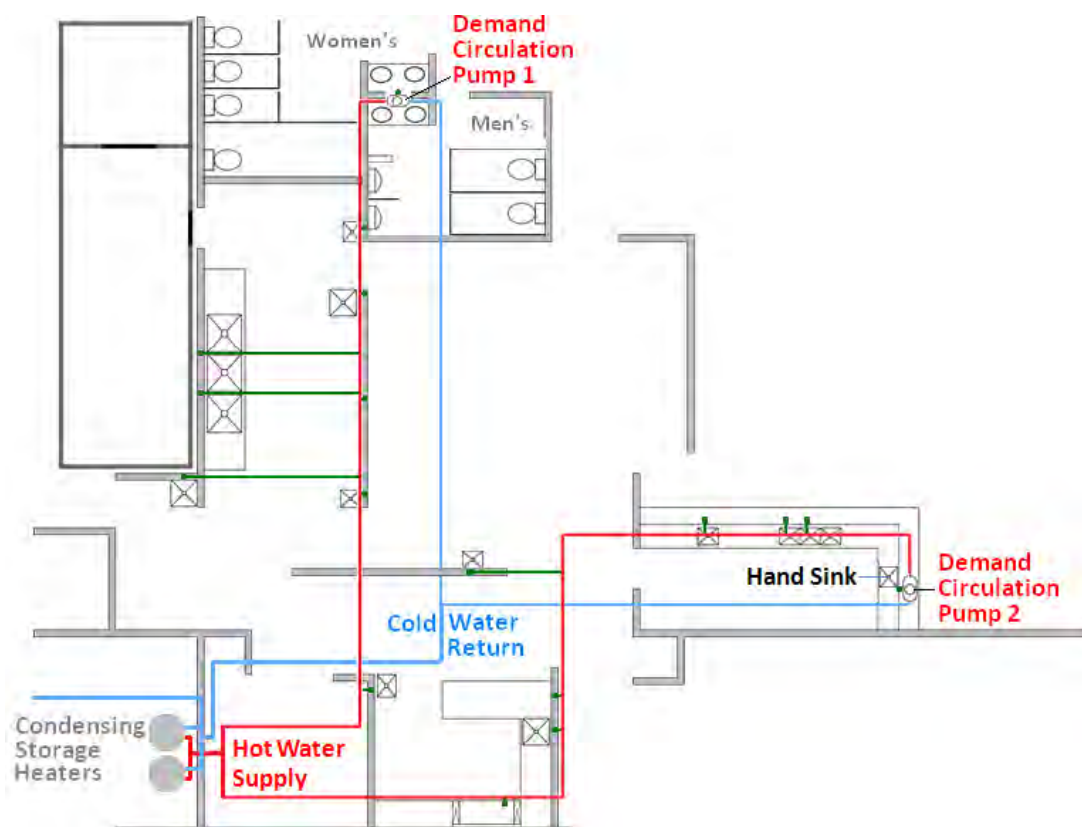 Demand
Circulation
Pump 1
Women's
Men's
Hand Sink
Demand
Circulation
Pump 2
Cold Water
Return
Condensing
Storage
Heaters
Hot Water
Supply